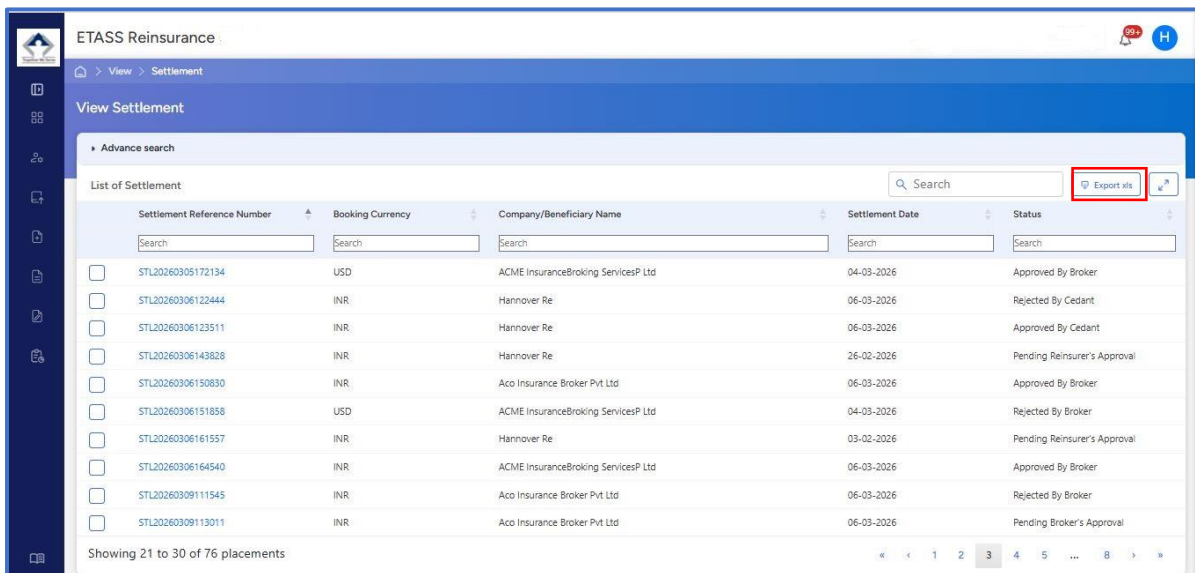 ETASS Reinsurance
99+
H
View > Settlement
View Settlement
Advance search
List of Settlement
Search
Export xls
Settlement Reference Number Booking Currency Company/Beneficiary Name Settlement Date Status
Search Search Search Search Search
STL20260305172134 USD ACME InsuranceBroking ServicesP Ltd 04-03-2026 Approved By Broker
STL20260306122444 INR Hannover Re 06-03-2026 Rejected By Cedant
STL20260306123511 INR Hannover Re 06-03-2026 Approved By Cedant
STL20260306143828 INR Hannover Re 26-02-2026 Pending Reinsurer's Approval
STL20260306150830 INR Aco Insurance Broker Pvt Ltd 06-03-2026 Approved By Broker
STL20260306151858 USD ACME InsuranceBroking ServicesP Ltd 04-03-2026 Rejected By Broker
STL20260306161557 INR Hannover Re 03-02-2026 Pending Reinsurer's Approval
STL20260306164540 INR ACME InsuranceBroking ServicesP Ltd 06-03-2026 Approved By Broker
STL20260309111545 INR Aco Insurance Broker Pvt Ltd 06-03-2026 Rejected By Broker
STL20260309113011 INR Aco Insurance Broker Pvt Ltd 06-03-2026 Pending Broker's Approval
Showing 21 to 30 of 76 placements
« ‹ 1 2 3 4 5 ... 8 › »